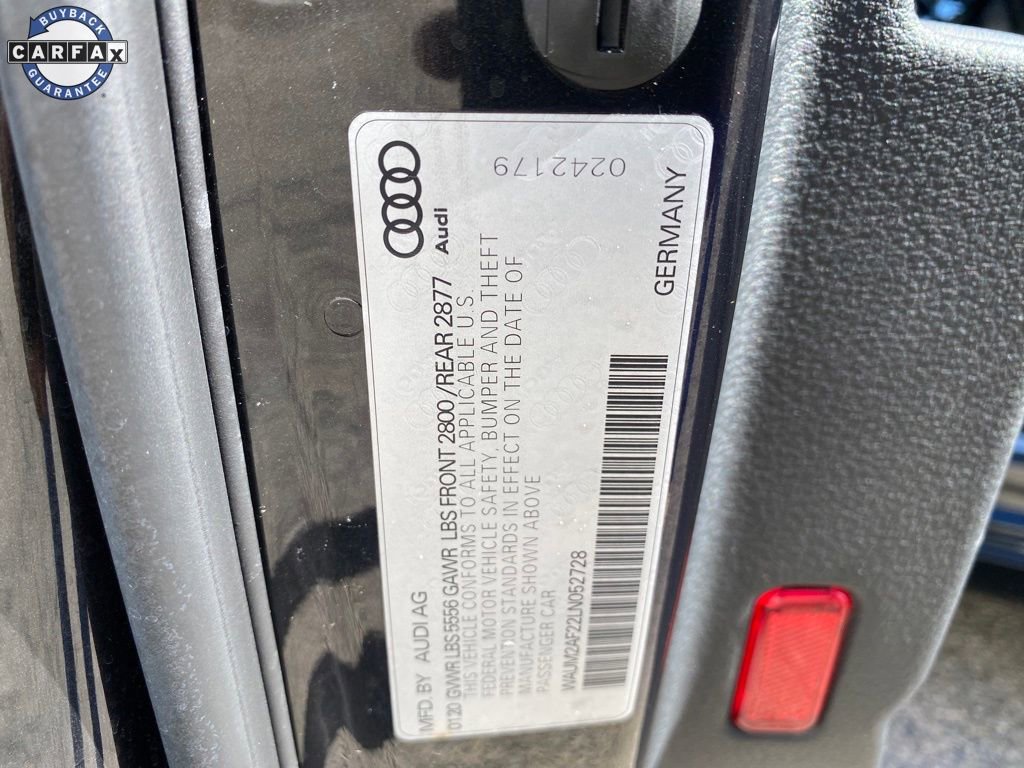 BUYBACK
CARFAX
GUARANTEE
Audi
0242179
MFD. BY AUDI AG
0120 GVWR LBS 5556 GAWR LBS FRONT 2800/REAR 2877
THIS VEHICLE CONFORMS TO ALL APPLICABLE U.S.
FEDERAL MOTOR VEHICLE SAFETY, BUMPER AND THEFT
PREVENTION STANDARDS IN EFFECT ON THE DATE OF
MANUFACTURE SHOWN ABOVE
PASSENGER CAR
WAUM2AF22LN052728
GERMANY